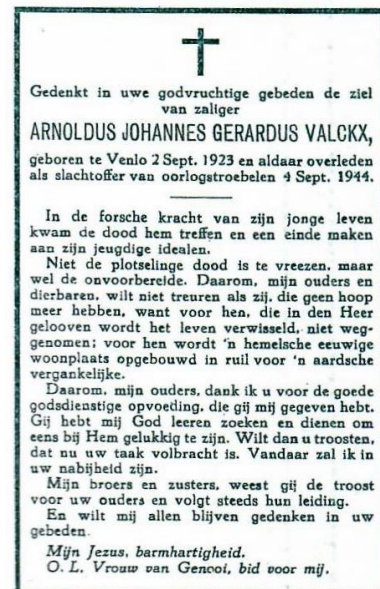 Gedenkt in uwe godvruchtige gebeden de ziel
van zaliger
ARNOLDUS JOHANNES GERARDUS VALCKX,
geboren te Venlo 2 Sept. 1923 en aldaar overleden
als slachtoffer van oorlogstroebelen 4 Sept. 1944.
In de forsche kracht van zijn jonge leven
kwam de dood hem treffen en een einde maken
aan zijn jeugdige idealen.
Niet de plotselinge dood is te vreezen, maar
wel de onvoorbereide. Daarom, mijn ouders en
dierbaren, wilt niet treuren als zij, die geen hoop
meer hebben, want voor hen, die in den Heer
gelooven wordt het leven verwisseld, niet weg-
genomen; voor hen wordt 'n hemelsche eeuwige
woonplaats opgebouwd in ruil voor 'n aardsche
vergankelijke.
Daarom, mijn ouders, dank ik u voor de goede
godsdienstige opvoeding, die gij mij gegeven hebt.
Gij hebt mij God leeren zoeken en dienen om
eens bij Hem gelukkig te zijn. Wilt dan u troosten,
dat nu uw taak volbracht is. Vandaar zal ik in
uw nabijheid zijn.
Mijn broers en zusters, weest gij de troost
voor uw ouders en volgt steeds hun leiding.
En wilt mij allen blijven gedenken in uw
gebeden.
Mijn Jezus, barmhartigheid.
O. L. Vrouw van Genooi, bid voor mij.